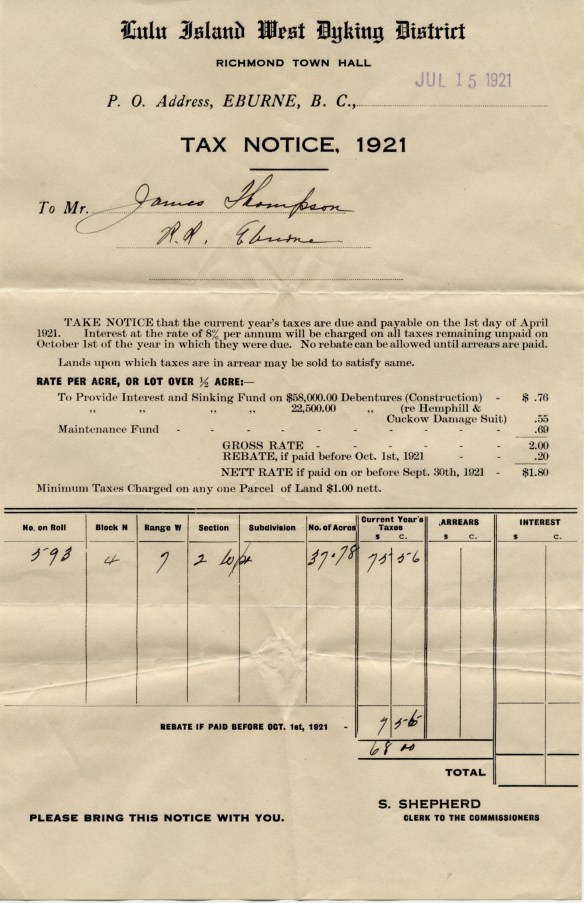 Lulu Island West Dyking District
RICHMOND TOWN HALL
JUL 15 1921
P. O. Address, EBURNE, B. C.,
TAX NOTICE, 1921
To Mr. James Thompson
R.R. Eburne
TAKE NOTICE that the current year's taxes are due and payable on the 1st day of April
1921. Interest at the rate of 8% per annum will be charged on all taxes remaining unpaid on
October 1st of the year in which they were due. No rebate can be allowed until arrears are paid.
Lands upon which taxes are in arrear may be sold to satisfy same.
RATE PER ACRE, OR LOT OVER ½ ACRE:—
To Provide Interest and Sinking Fund on $58,000.00 Debentures (Construction) - $ .76
„ „ „ „ 22,500.00 „ (re Hemphill &
Cuckow Damage Suit) .55
Maintenance Fund - - - - - - - - - .69
GROSS RATE - - - - - 2.00
REBATE, if paid before Oct. 1st, 1921 - .20
NETT RATE if paid on or before Sept. 30th, 1921 - $1.80
Minimum Taxes Charged on any one Parcel of Land $1.00 nett.
No. on Roll Block N Range W Section Subdivision No. of Acres Current Year's Taxes ARREARS INTEREST
$ C. $ C. $ C.
593 4 7 2 37.78 75 56
REBATE IF PAID BEFORE OCT. 1st, 1921 - 7 56
68 00
TOTAL
S. SHEPHERD
PLEASE BRING THIS NOTICE WITH YOU. CLERK TO THE COMMISSIONERS